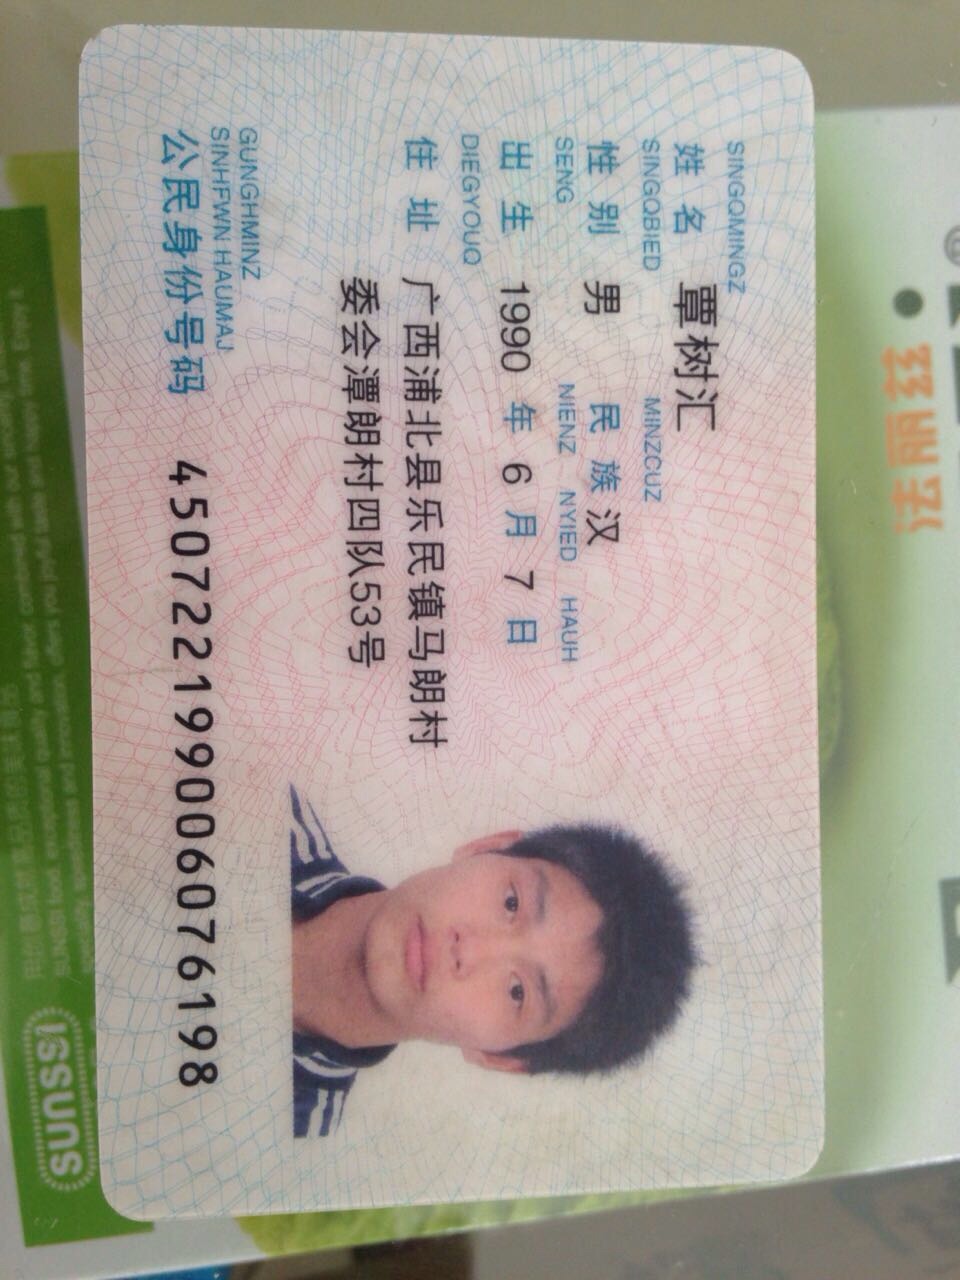 SINGQMINGZ
姓名 覃树汇
SINGQBIED MINZCUZ
性别 男 民族 汉
SENG NIENZ NYIED HAUH
出生 1990 年 6 月 7 日
DIEGYOUQ
住址 广西浦北县乐民镇马朗村
委会潭朗村四队53号
GUNGHMINZ
SINHFWN HAUMAJ
公民身份号码 450722199006076198
法丽兹
sunssi